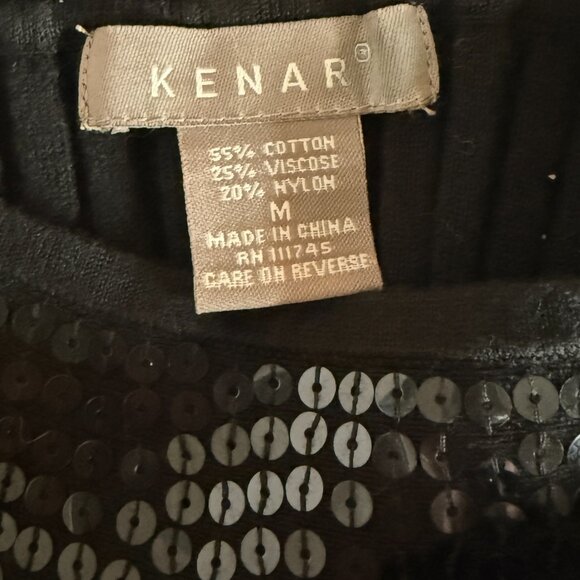 KENAR®
55% COTTON
25% VISCOSE
20% NYLON
M
MADE IN CHINA
RN 111745
CARE ON REVERSE